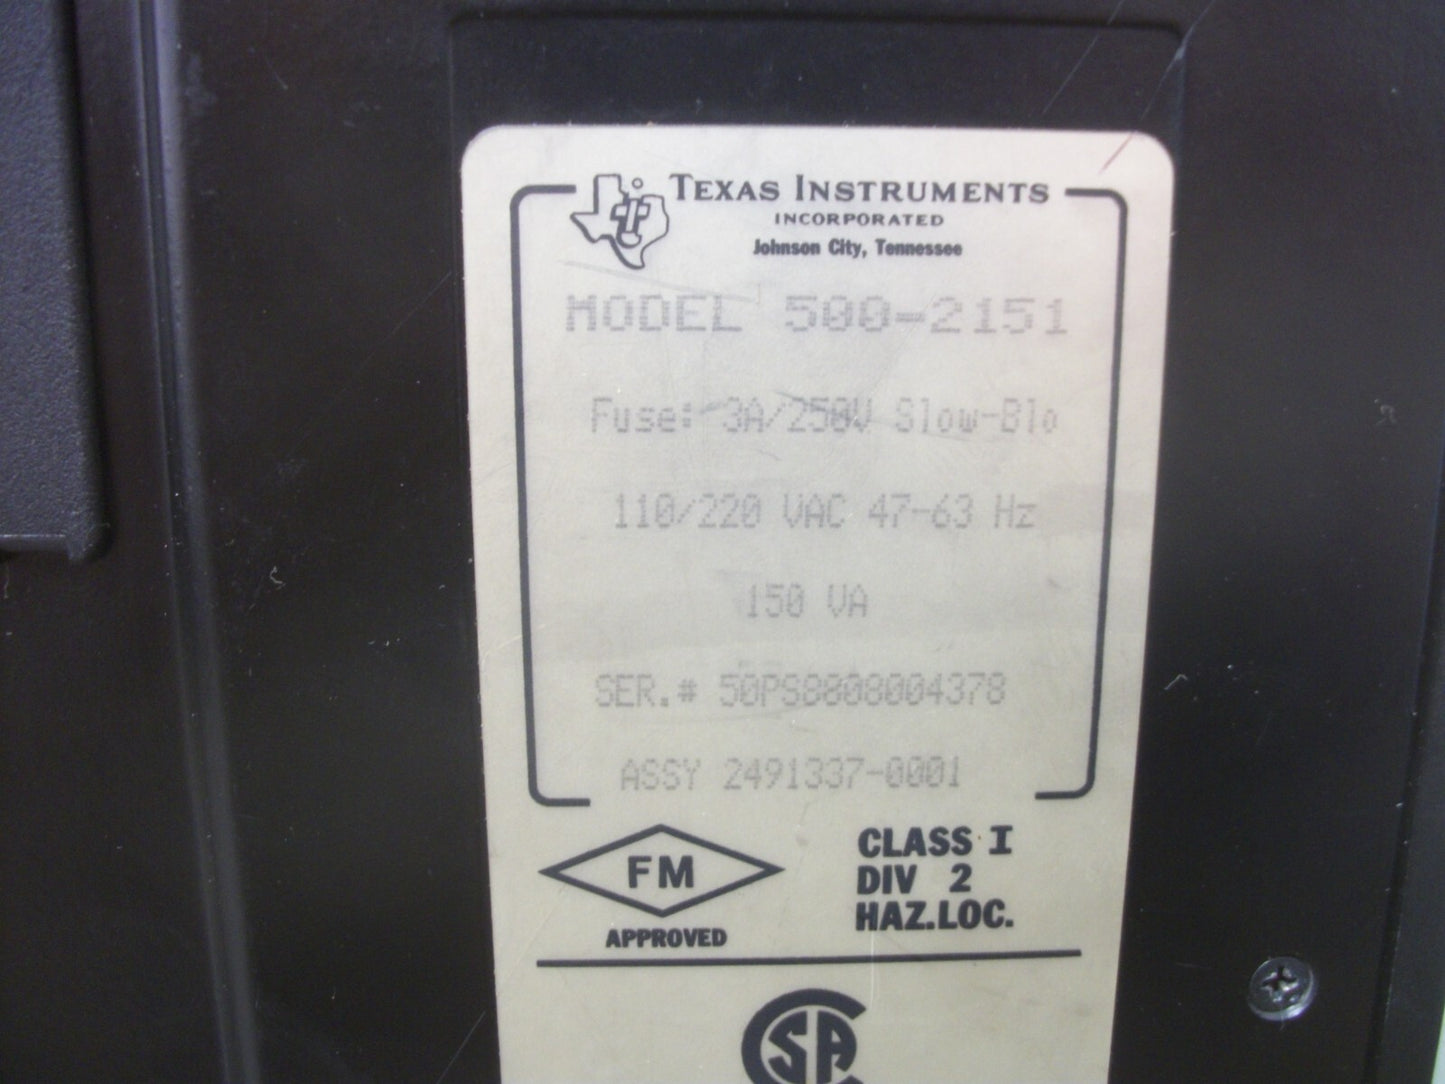 TEXAS INSTRUMENTS
INCORPORATED
Johnson City, Tennessee
MODEL 500-2151
Fuse: 3A/250V Slow-Blo
110/220 VAC 47-63 Hz
150 VA
SER.# 50PS8808004378
ASSY 2491337-0001
FM
APPROVED
CLASS I
DIV 2
HAZ.LOC.
CSA